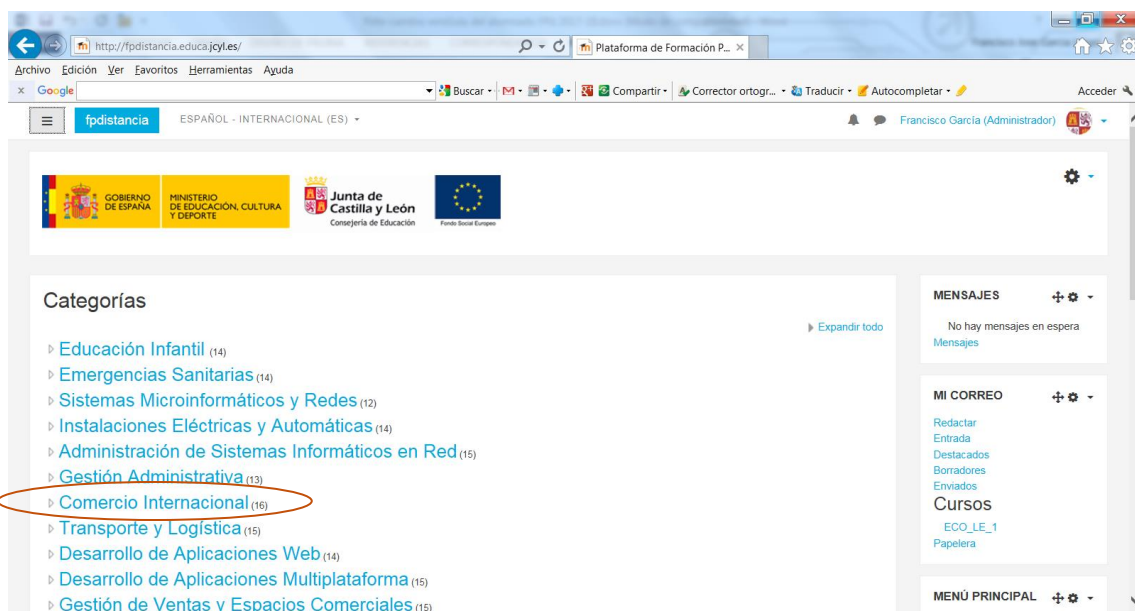 http://fpdistancia.educa.jcyl.es/
Plataforma de Formación P...
Archivo Edición Ver Favoritos Herramientas Ayuda
x Google Buscar Compartir Corrector ortogr... Traducir Autocompletar Acceder
fpdistancia ESPAÑOL - INTERNACIONAL (ES) Francisco García (Administrador)
GOBIERNO DE ESPAÑA
MINISTERIO DE EDUCACIÓN, CULTURA Y DEPORTE
Junta de Castilla y León
Consejería de Educación
Fondo Social Europeo
Categorías
Expandir todo
Educación Infantil (14)
Emergencias Sanitarias (14)
Sistemas Microinformáticos y Redes (12)
Instalaciones Eléctricas y Automáticas (14)
Administración de Sistemas Informáticos en Red (15)
Gestión Administrativa (13)
Comercio Internacional (16)
Transporte y Logística (15)
Desarrollo de Aplicaciones Web (14)
Desarrollo de Aplicaciones Multiplataforma (15)
Gestión de Ventas y Espacios Comerciales (15)
MENSAJES
No hay mensajes en espera
Mensajes
MI CORREO
Redactar
Entrada
Destacados
Borradores
Enviados
Cursos
ECO_LE_1
Papelera
MENÚ PRINCIPAL